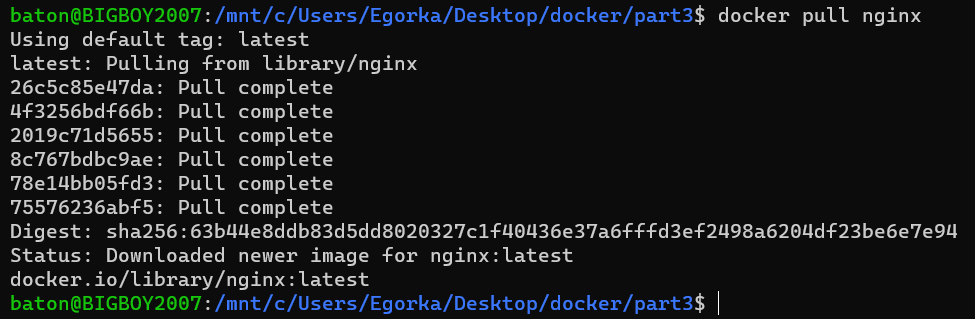 baton@BIGBOY2007:/mnt/c/Users/Egorka/Desktop/docker/part3$ docker pull nginx
Using default tag: latest
latest: Pulling from library/nginx
26c5c85e47da: Pull complete
4f3256bdf66b: Pull complete
2019c71d5655: Pull complete
8c767bdbc9ae: Pull complete
78e14bb05fd3: Pull complete
75576236abf5: Pull complete
Digest: sha256:63b44e8ddb83d5dd8020327c1f40436e37a6fffd3ef2498a6204df23be6e7e94
Status: Downloaded newer image for nginx:latest
docker.io/library/nginx:latest
baton@BIGBOY2007:/mnt/c/Users/Egorka/Desktop/docker/part3$